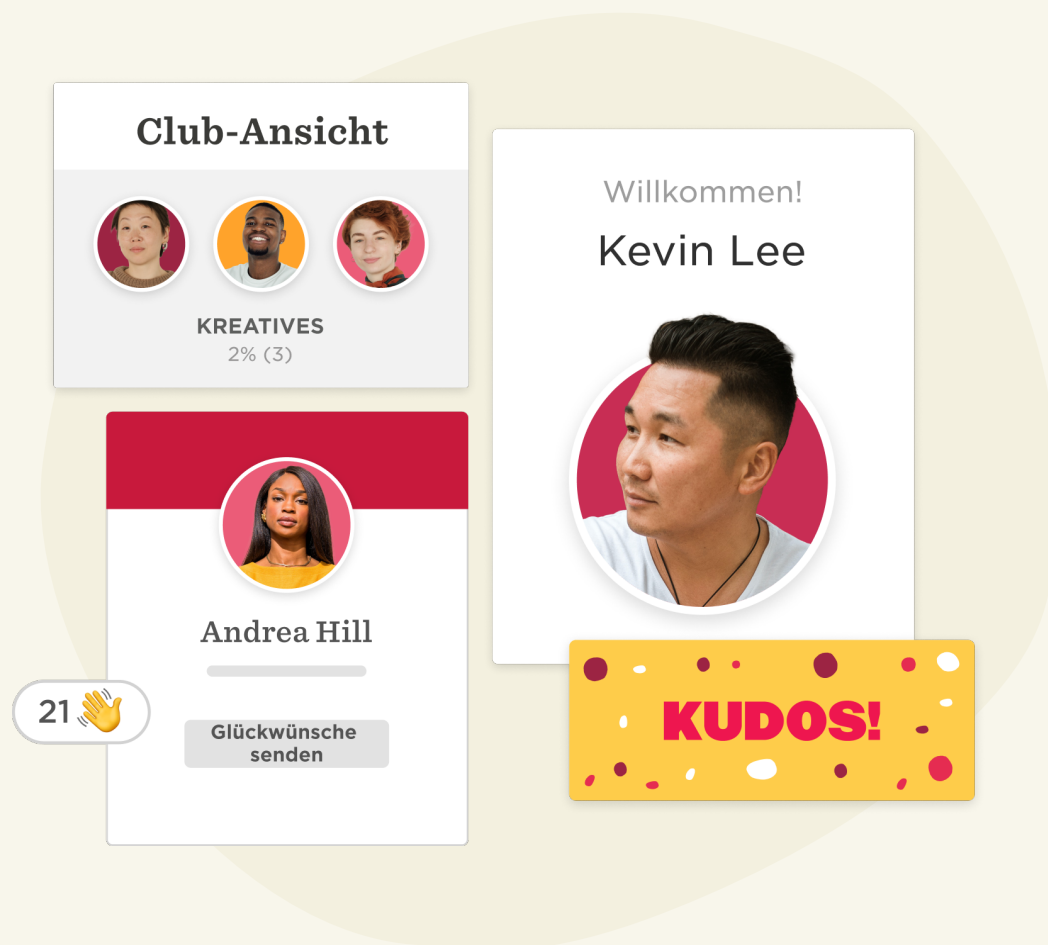 Club-Ansicht
KREATIVES
2% (3)
Willkommen!
Kevin Lee
Andrea Hill
21
Glückwünsche
senden
KUDOS!